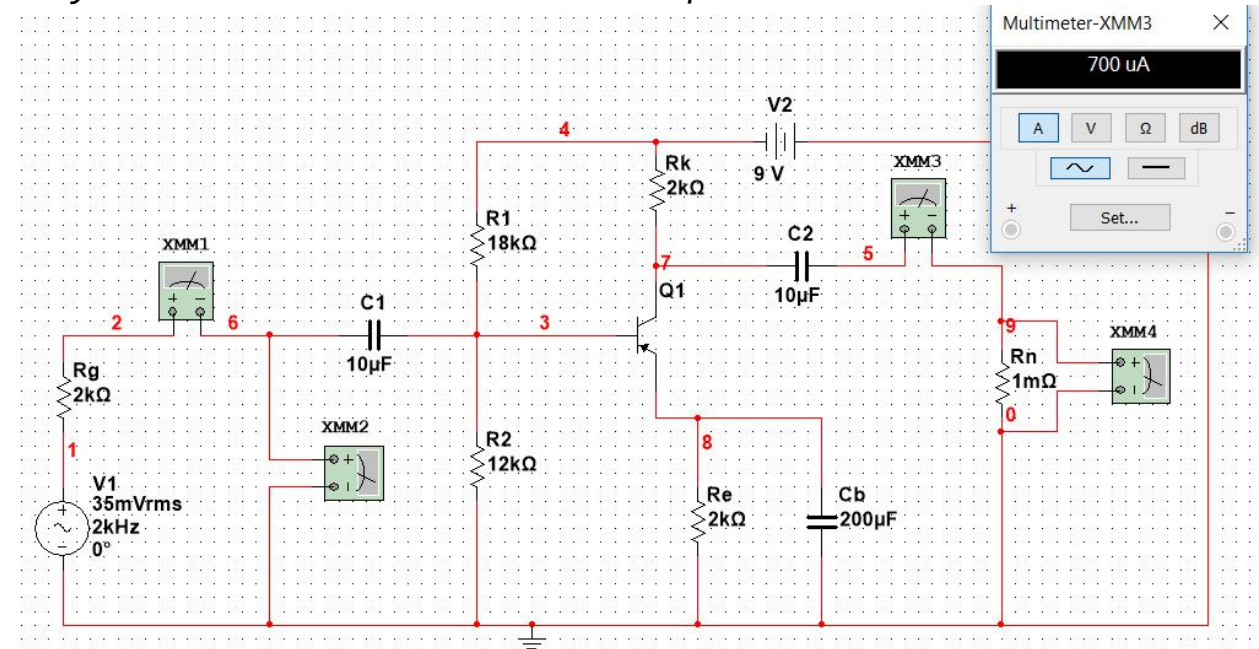 Multimeter-XMM3
700 uA
A V Ω dB
+ −
Set...
V2
9 V
4
Rk
2kΩ
XMM3
+ −
R1
18kΩ
C2
10µF
5
7
XMM1
+ −
2
6
C1
10µF
3
Q1
9
XMM4
+
Rn
1mΩ
0
Rg
2kΩ
1
XMM2
+
R2
12kΩ
8
V1
35mVrms
2kHz
0°
Re
2kΩ
Cb
200µF